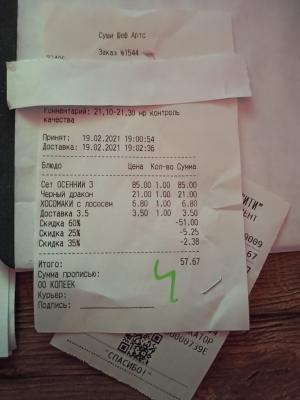 Суши Шеф Артс
Заказ №1544
Комментарий: 21,10-21,30 мр контроль
качества
Принят: 19.02.2021 19:00:54
Доставка: 19.02.2021 19:02:36
Блюдо Цена Кол-во Сумма
Сет ОСЕННИЙ 3 85.00 1.00 85.00
Черный дракон 21.00 1.00 21.00
ХОСОМАКИ с лососем 6.80 1.00 6.80
Доставка 3.5 3.50 1.00 3.50
Скидка 60% -51.00
Скидка 25% -5.25
Скидка 35% -2.38
Итого: 57.67
Сумма прописью:
00 КОПЕЕК
Курьер:
Подпись:
4
"СПАСИБО!"